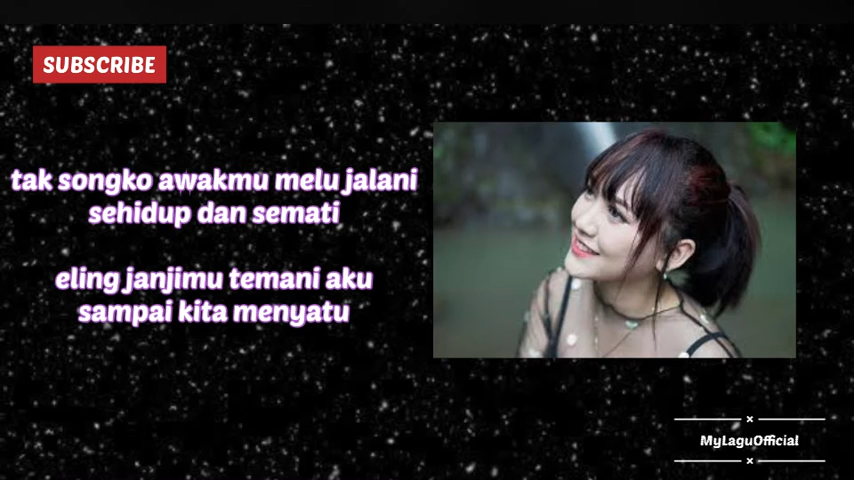 SUBSCRIBE
tak songko awakmu melu jalani
sehidup dan semati
eling janjimu temani aku
sampai kita menyatu
MyLaguOfficial